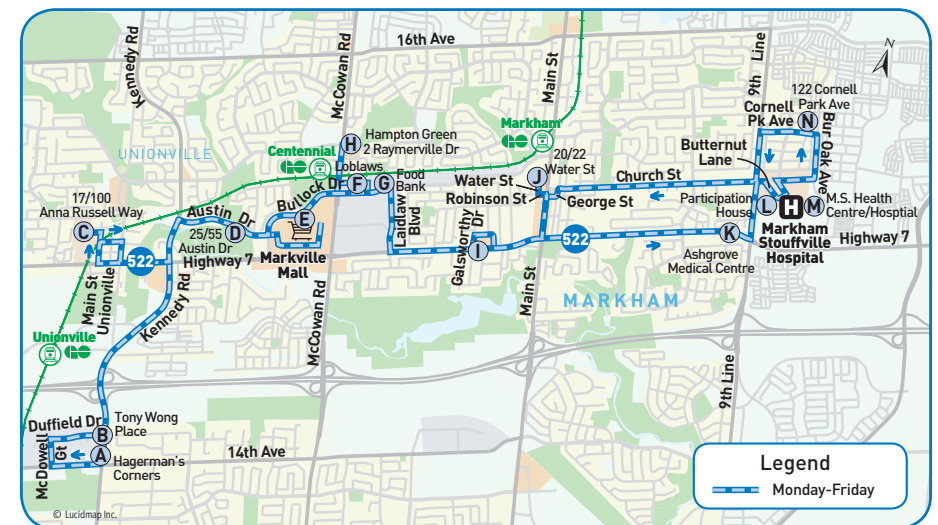 Kennedy Rd
McCowan Rd
16th Ave
Main St
9th Line
N
122 Cornell
Park Ave
Cornell
Pk Ave
N
Bur Oak Ave
UNIONVILLE
Centennial
H
Hampton Green
2 Raymerville Dr
Markham
20/22
Water St
J
Butternut
Lane
Loblaws
F
G
Food
Bank
Bullock Dr
E
Markville
Mall
Laidlaw
Blvd
Water St
Robinson St
George St
Church St
Participation
House
L
H
M
M.S. Health
Centre/Hosptial
Markham
Stouffville
Hospital
17/100
Anna Russell Way
C
Austin Dr
25/55
Austin Dr
D
Highway 7
522
Main St
Unionville
Kennedy Rd
Galsworthy
Dr
I
522
K
Ashgrove
Medical Centre
Highway 7
McCowan Rd
Main St
MARKHAM
Unionville
9th Line
Duffield Dr
B
Tony Wong
Place
McDowell
Gt
A
Hagerman's
Corners
14th Ave
Legend
Monday-Friday
© Lucidmap Inc.